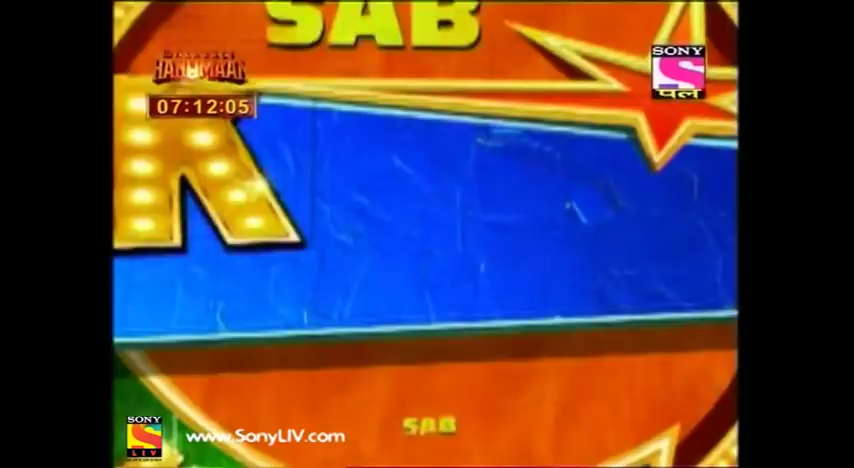 SAB
SONY
S
पल
HANUMAAN
07:12:05
K
SAB
SONY
S
LIV
www.SonyLIV.com